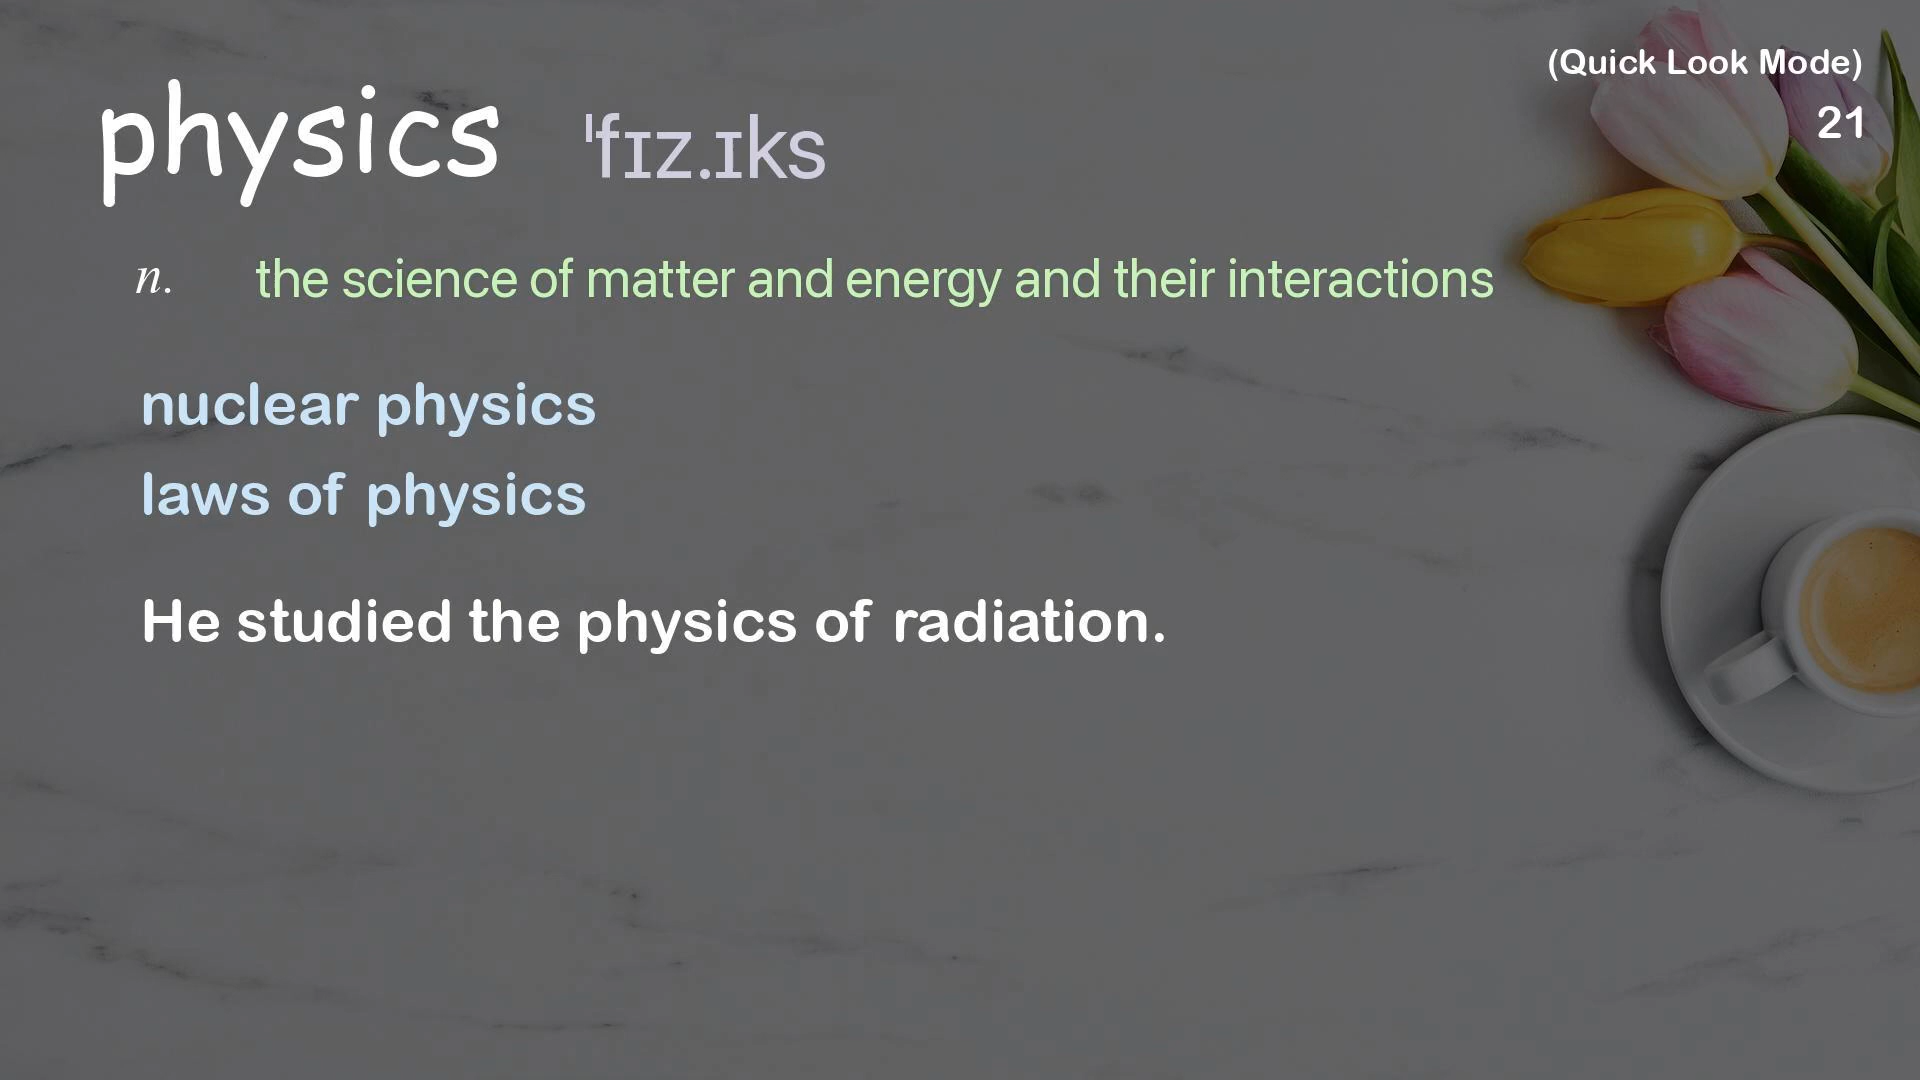 (Quick Look Mode)
21
physics ˈfɪz.ɪks
n. the science of matter and energy and their interactions
nuclear physics
laws of physics
He studied the physics of radiation.